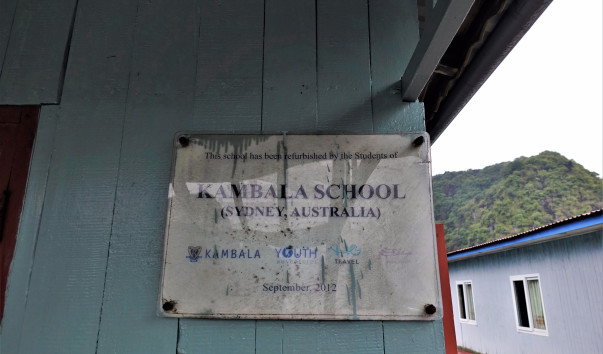 This school has been refurbished by the Students of
KAMBALA SCHOOL
(SYDNEY, AUSTRALIA)
KAMBALA YOUTH TRAVEL
September, 2012